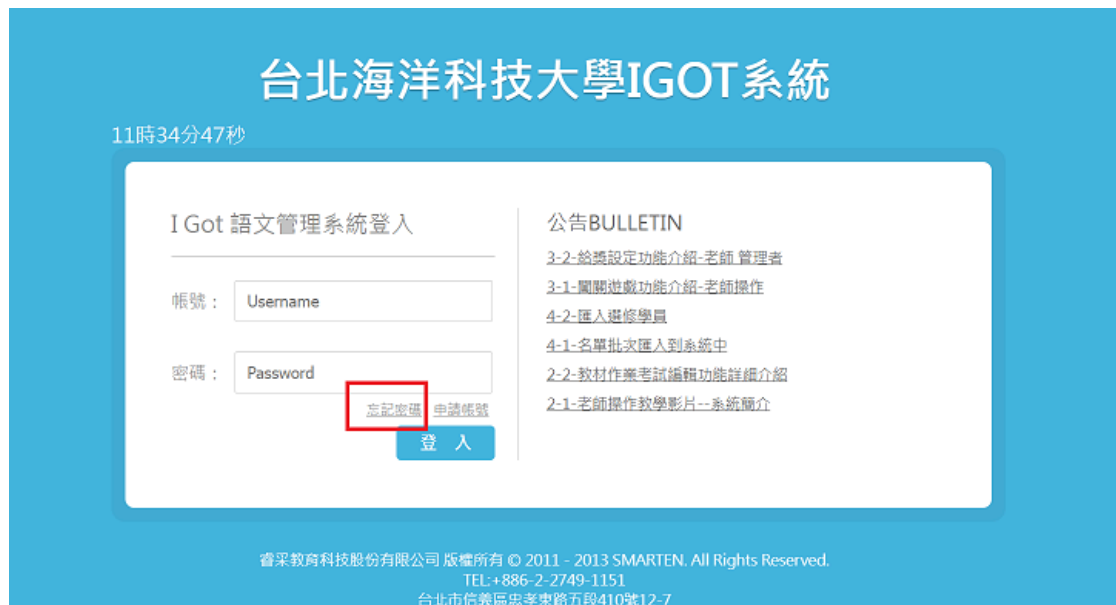 台北海洋科技大學IGOT系統
11時34分47秒
I Got 語文管理系統登入
帳號： Username
密碼： Password
忘記密碼 申請帳號
登 入
公告BULLETIN
3-2-給獎設定功能介紹-老師 管理者
3-1-闖關遊戲功能介紹-老師操作
4-2-匯入選修學員
4-1-名單批次匯入到系統中
2-2-教材作業考試編輯功能詳細介紹
2-1-老師操作教學影片--系統簡介
睿采教育科技股份有限公司 版權所有 © 2011 - 2013 SMARTEN. All Rights Reserved.
TEL:+886-2-2749-1151
台北市信義區忠孝東路五段410號12-7